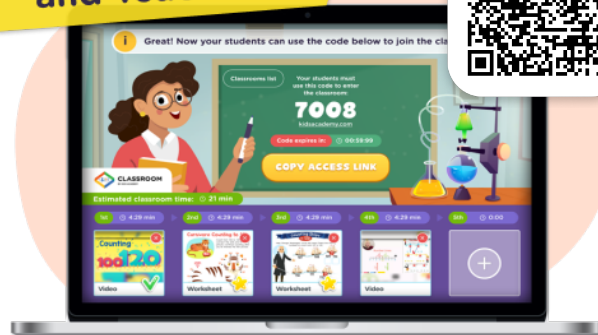 Great! Now your students can use the code below to join the cla
Classrooms list
Your students must
use this code to enter
the classroom:
7008
kidsacademy.com
Code expires in: 00:59:99
COPY ACCESS LINK
CLASSROOM
Estimated classroom time: 21 min
1st 4:29 min
2nd 4:29 min
3rd 4:29 min
4th 4:29 min
5th 0:00
Counting
100 120
Video
Worksheet
Worksheet
Video